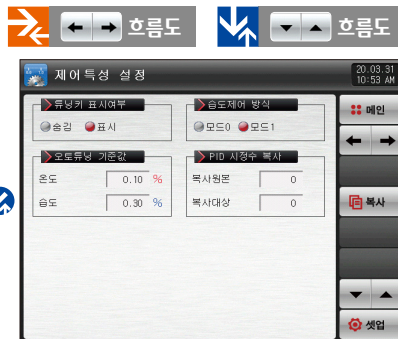 흐름도
흐름도
제어특성 설정
20.03.31
10:53 AM
튜닝키 표시여부
습도제어 방식
숨김 표시
모드0 모드1
오토튜닝 기준값
PID 시정수 복사
온도 0.10 %
복사원본 0
습도 0.30 %
복사대상 0
메인
복사
셋업